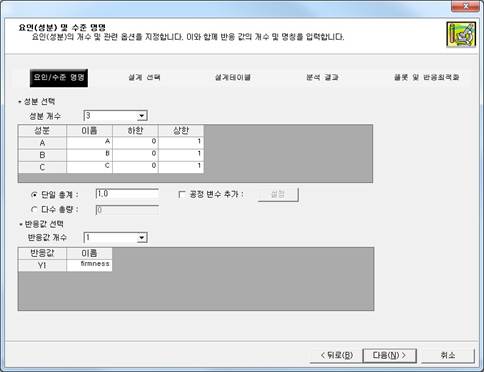 요인(성분) 및 수준 명명
요인(성분)의 개수 및 관련 옵션을 지정합니다. 이와 함께 반응 값의 개수 및 명칭을 입력합니다.
요인/수준 명명 설계 선택 설계테이블 분석 결과 플롯 및 반응최적화
성분 선택
성분 개수 3
성분 이름 하한 상한
A A 0 1
B B 0 1
C C 0 1
단일 총계 : 1,0 공정 변수 추가 : 설정
다수 총량 : 0
반응값 선택
반응값 개수 1
반응값 이름
Y1 firmness
< 뒤로(B) 다음(N) > 취소